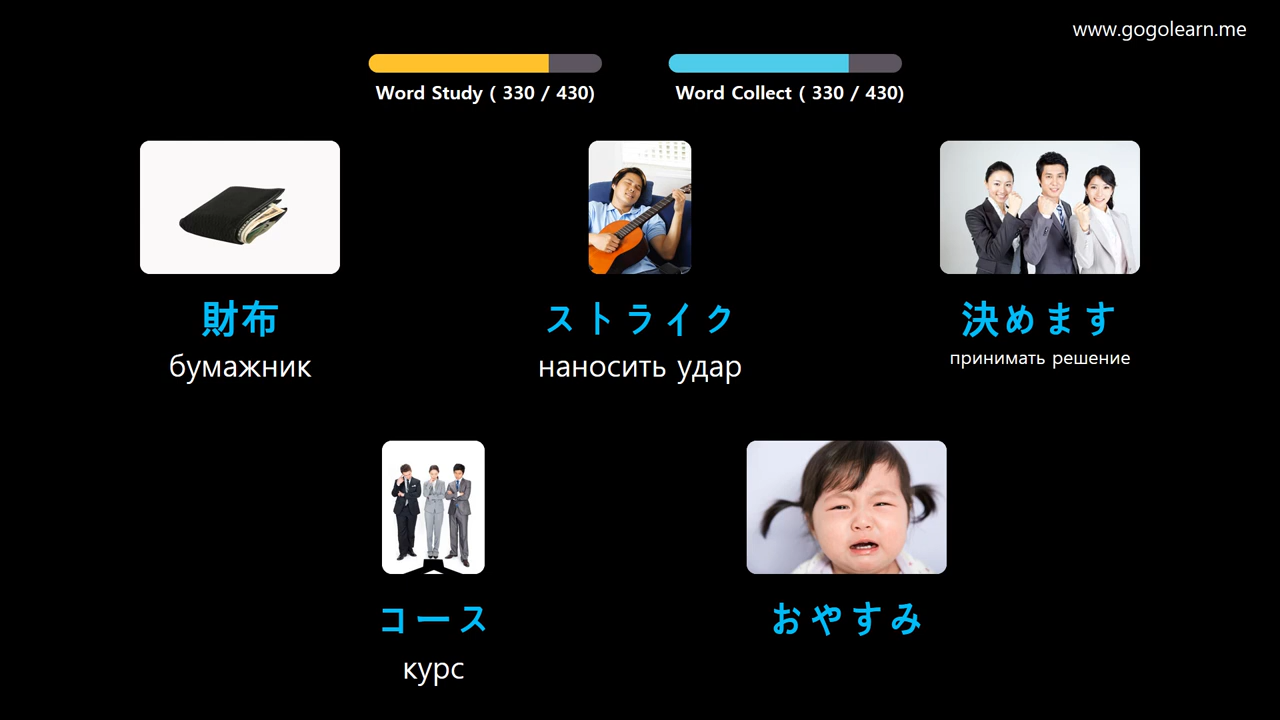 www.gogolearn.me
Word Study ( 330 / 430)
Word Collect ( 330 / 430)
財布
бумажник
ストライク
наносить удар
決めます
принимать решение
コース
курс
おやすみ